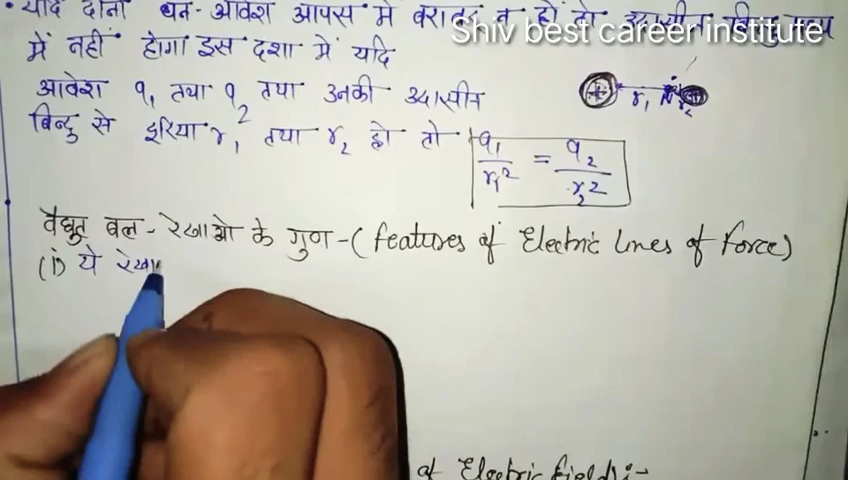 • यदि दोनों धन-आवेश आपस में बराबर न हो तो उदासीन बिन्दु मध्य
Shiv best career institute
में नहीं होगा इस दशा में यदि
आवेश q₁ तथा q₂ तथा उनकी उदासीन
बिन्दु से दूरिया r₁ तथा r₂ हो तो q₁/r₁² = q₂/r₂²
+ r₁ N r₂
वैद्युत बल-रेखाओ के गुण-(features of Electric lines of force)
(i) ये रेखा
of Electric field):-